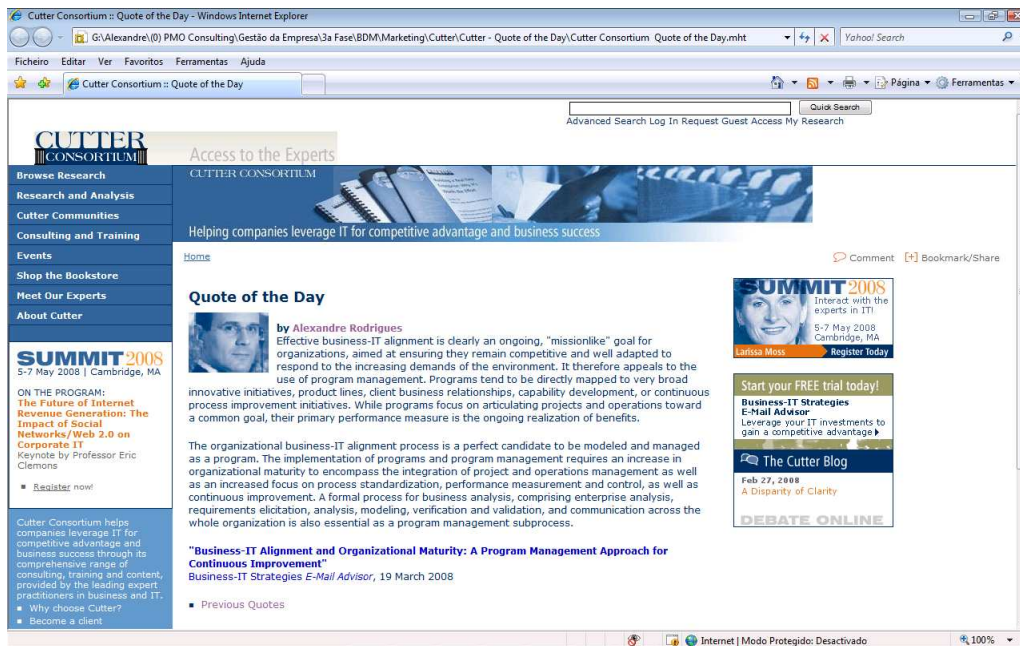 Cutter Consortium :: Quote of the Day - Windows Internet Explorer
G:\Alexandre\(0) PMO Consulting\Gestão da Empresa\3a Fase\BDM\Marketing\Cutter\Cutter - Quote of the Day\Cutter Consortium Quote of the Day.mht
Yahoo! Search
Ficheiro Editar Ver Favoritos Ferramentas Ajuda
Cutter Consortium :: Quote of the Day
Página Ferramentas
Quick Search
Advanced Search Log In Request Guest Access My Research
CUTTER
CONSORTIUM
Access to the Experts
CUTTER CONSORTIUM
Helping companies leverage IT for competitive advantage and business success
Browse Research
Research and Analysis
Cutter Communities
Consulting and Training
Events
Shop the Bookstore
Meet Our Experts
About Cutter
SUMMIT 2008
5-7 May 2008 | Cambridge, MA
ON THE PROGRAM:
The Future of Internet
Revenue Generation: The
Impact of Social
Networks/Web 2.0 on
Corporate IT
Keynote by Professor Eric
Clemons
Register now!
Cutter Consortium helps
companies leverage IT for
competitive advantage and
business success through its
comprehensive range of
consulting, training and content,
provided by the leading expert
practitioners in business and IT.
Why choose Cutter?
Become a client
Home
Comment [+] Bookmark/Share
Quote of the Day
by Alexandre Rodrigues
Effective business-IT alignment is clearly an ongoing, "missionlike" goal for
organizations, aimed at ensuring they remain competitive and well adapted to
respond to the increasing demands of the environment. It therefore appeals to the
use of program management. Programs tend to be directly mapped to very broad
innovative initiatives, product lines, client business relationships, capability development, or continuous
process improvement initiatives. While programs focus on articulating projects and operations toward
a common goal, their primary performance measure is the ongoing realization of benefits.
The organizational business-IT alignment process is a perfect candidate to be modeled and managed
as a program. The implementation of programs and program management requires an increase in
organizational maturity to encompass the integration of project and operations management as well
as an increased focus on process standardization, performance measurement and control, as well as
continuous improvement. A formal process for business analysis, comprising enterprise analysis,
requirements elicitation, analysis, modeling, verification and validation, and communication across the
whole organization is also essential as a program management subprocess.
"Business-IT Alignment and Organizational Maturity: A Program Management Approach for
Continuous Improvement"
Business-IT Strategies E-Mail Advisor, 19 March 2008
Previous Quotes
SUMMIT 2008
Interact with the
experts in IT!
5-7 May 2008
Cambridge, MA
Larissa Moss Register Today
Start your FREE trial today!
Business-IT Strategies
E-Mail Advisor
Leverage your IT investments to
gain a competitive advantage
The Cutter Blog
Feb 27, 2008
A Disparity of Clarity
DEBATE ONLINE
Internet | Modo Protegido: Desactivado
100%